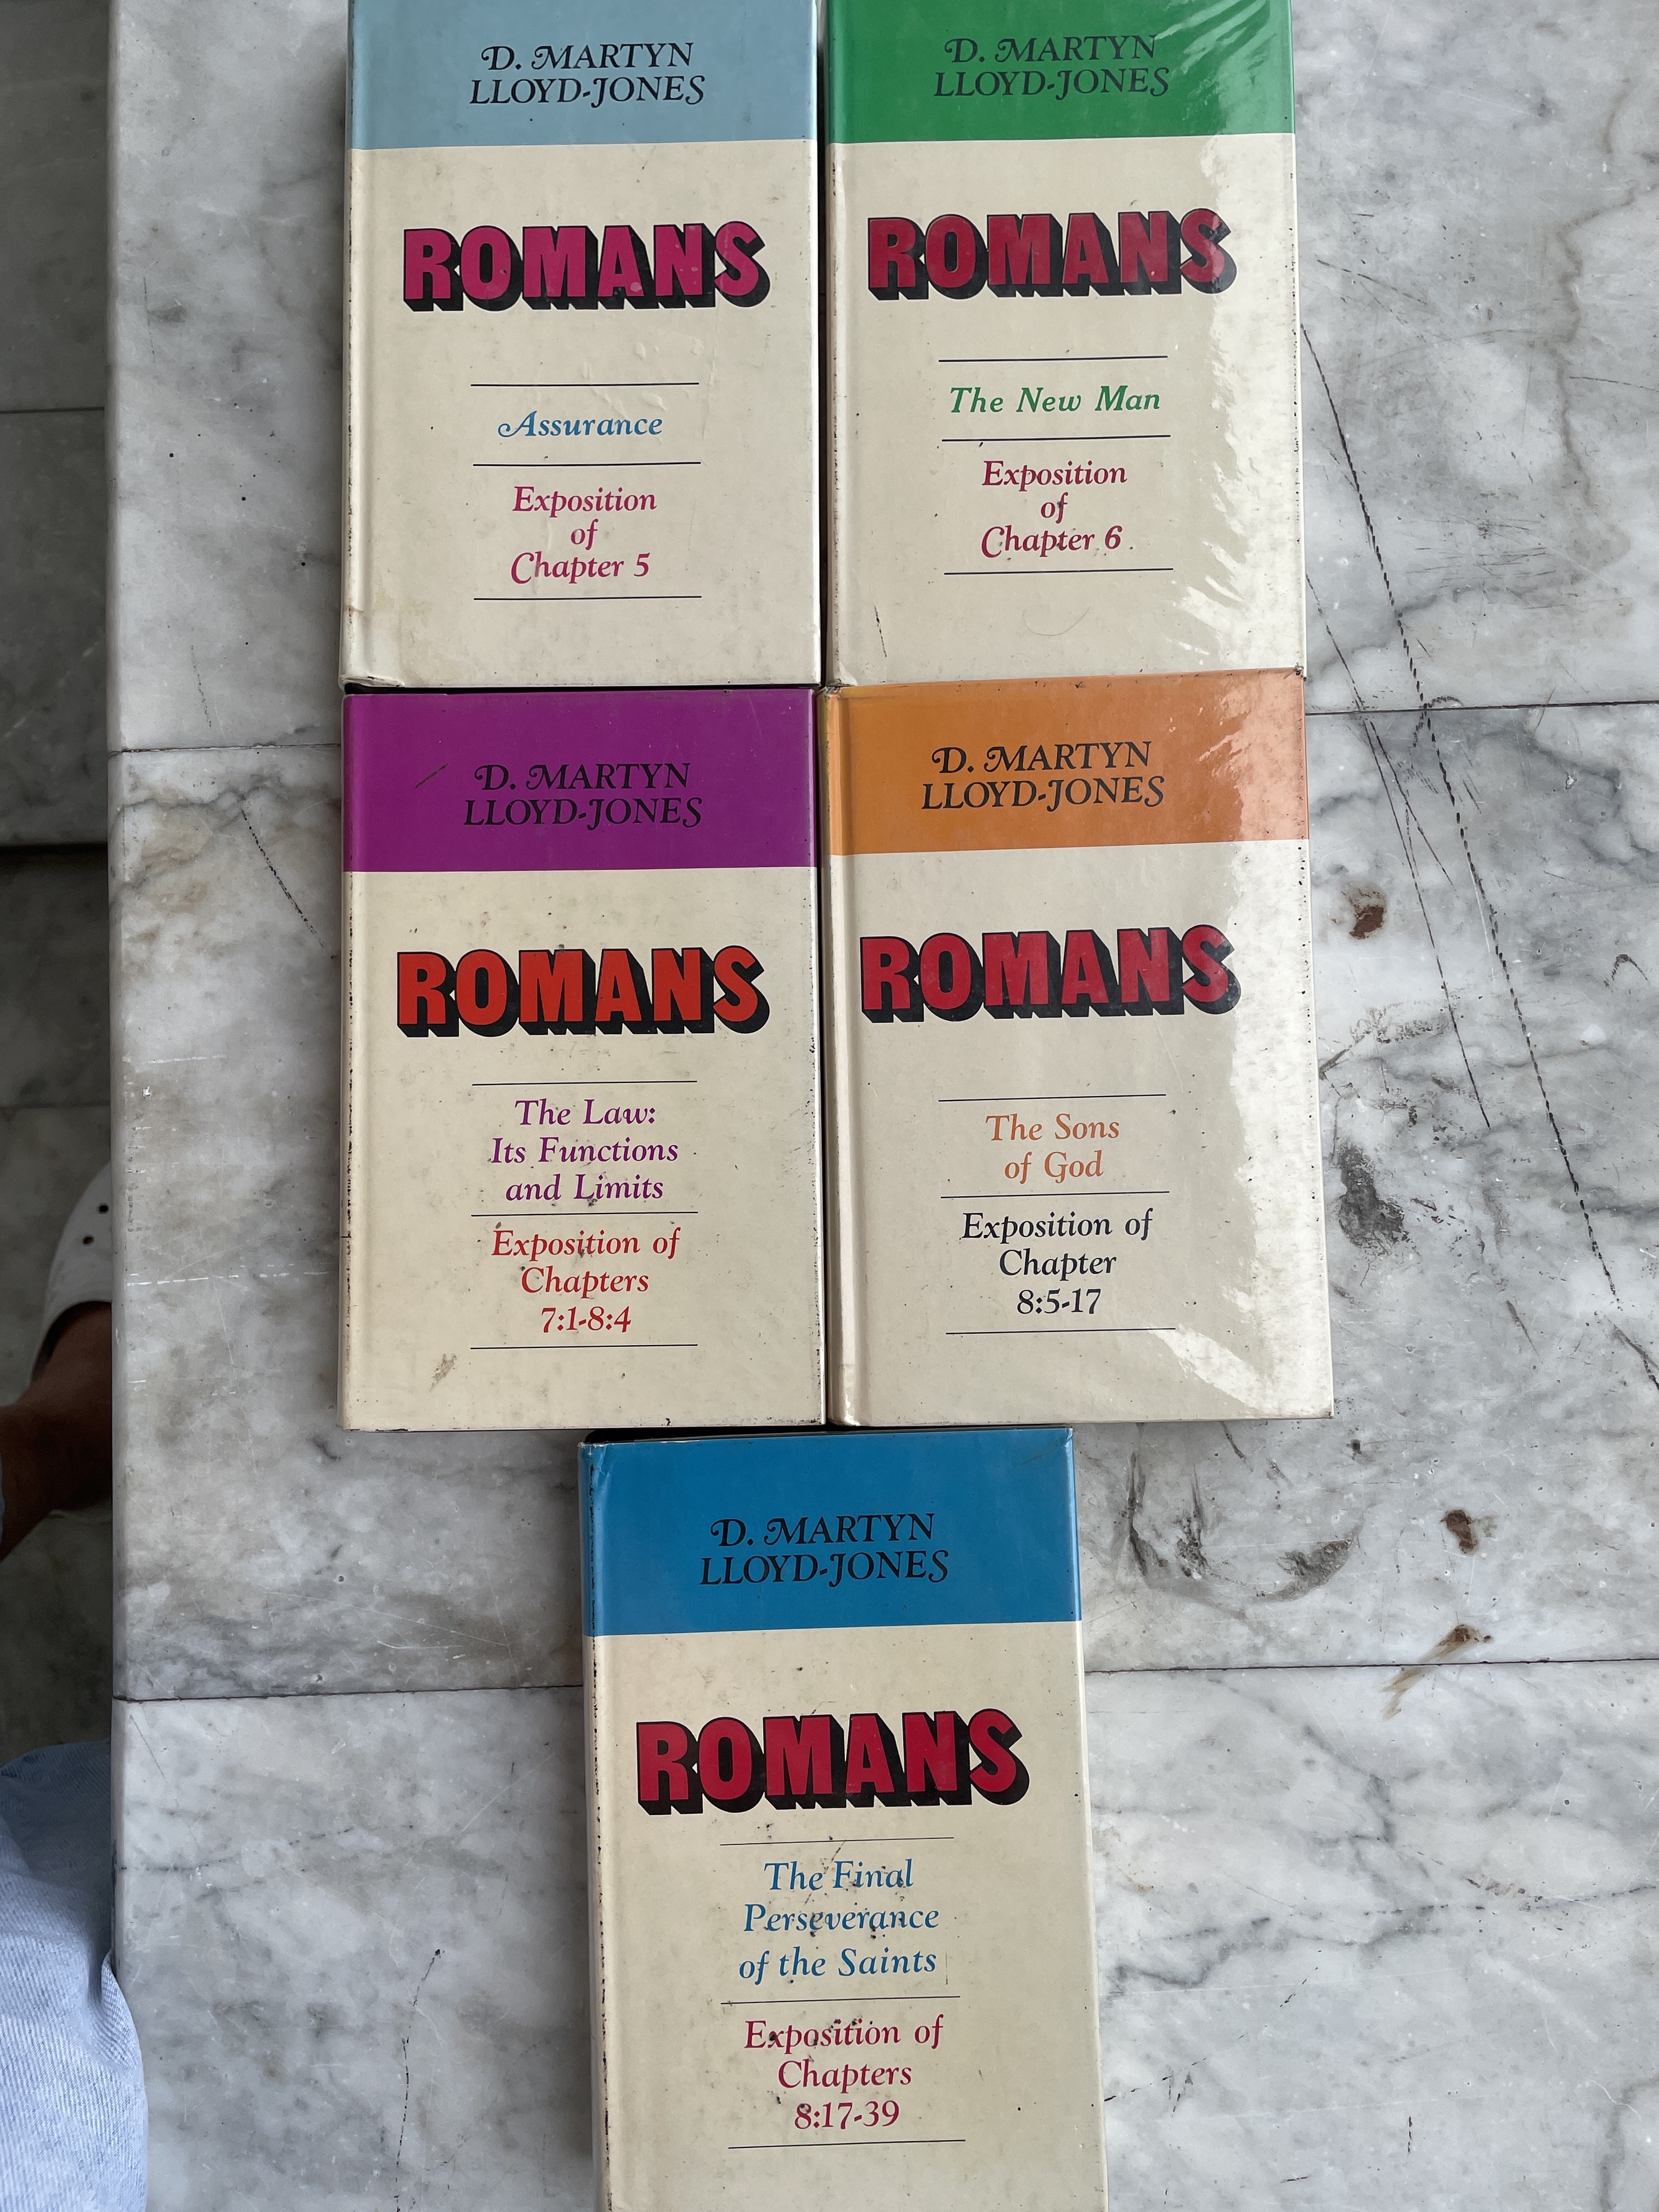 D. MARTYN
LLOYD-JONES
ROMANS
Assurance
Exposition
of
Chapter 5
D. MARTYN
LLOYD-JONES
ROMANS
The New Man
Exposition
of
Chapter 6
D. MARTYN
LLOYD-JONES
ROMANS
The Law:
Its Functions
and Limits
Exposition of
Chapters
7:1-8:4
D. MARTYN
LLOYD-JONES
ROMANS
The Sons
of God
Exposition of
Chapter
8:5-17
D. MARTYN
LLOYD-JONES
ROMANS
The Final
Perseverance
of the Saints
Exposition of
Chapters
8:17-39